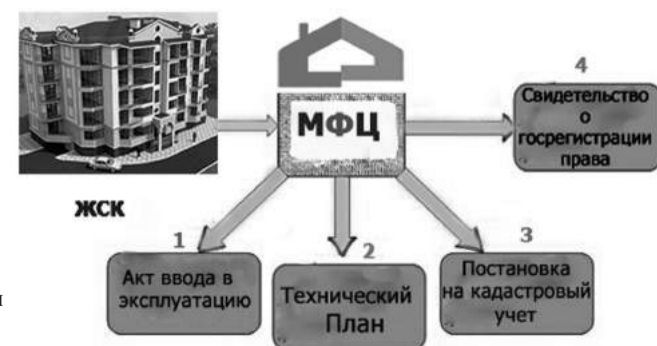 4
Свидетельство
о
госрегистрации
права
МФЦ
ЖСК
1
Акт ввода в
эксплуатацию
2
Технический
План
3
Постановка
на кадастровый
учет